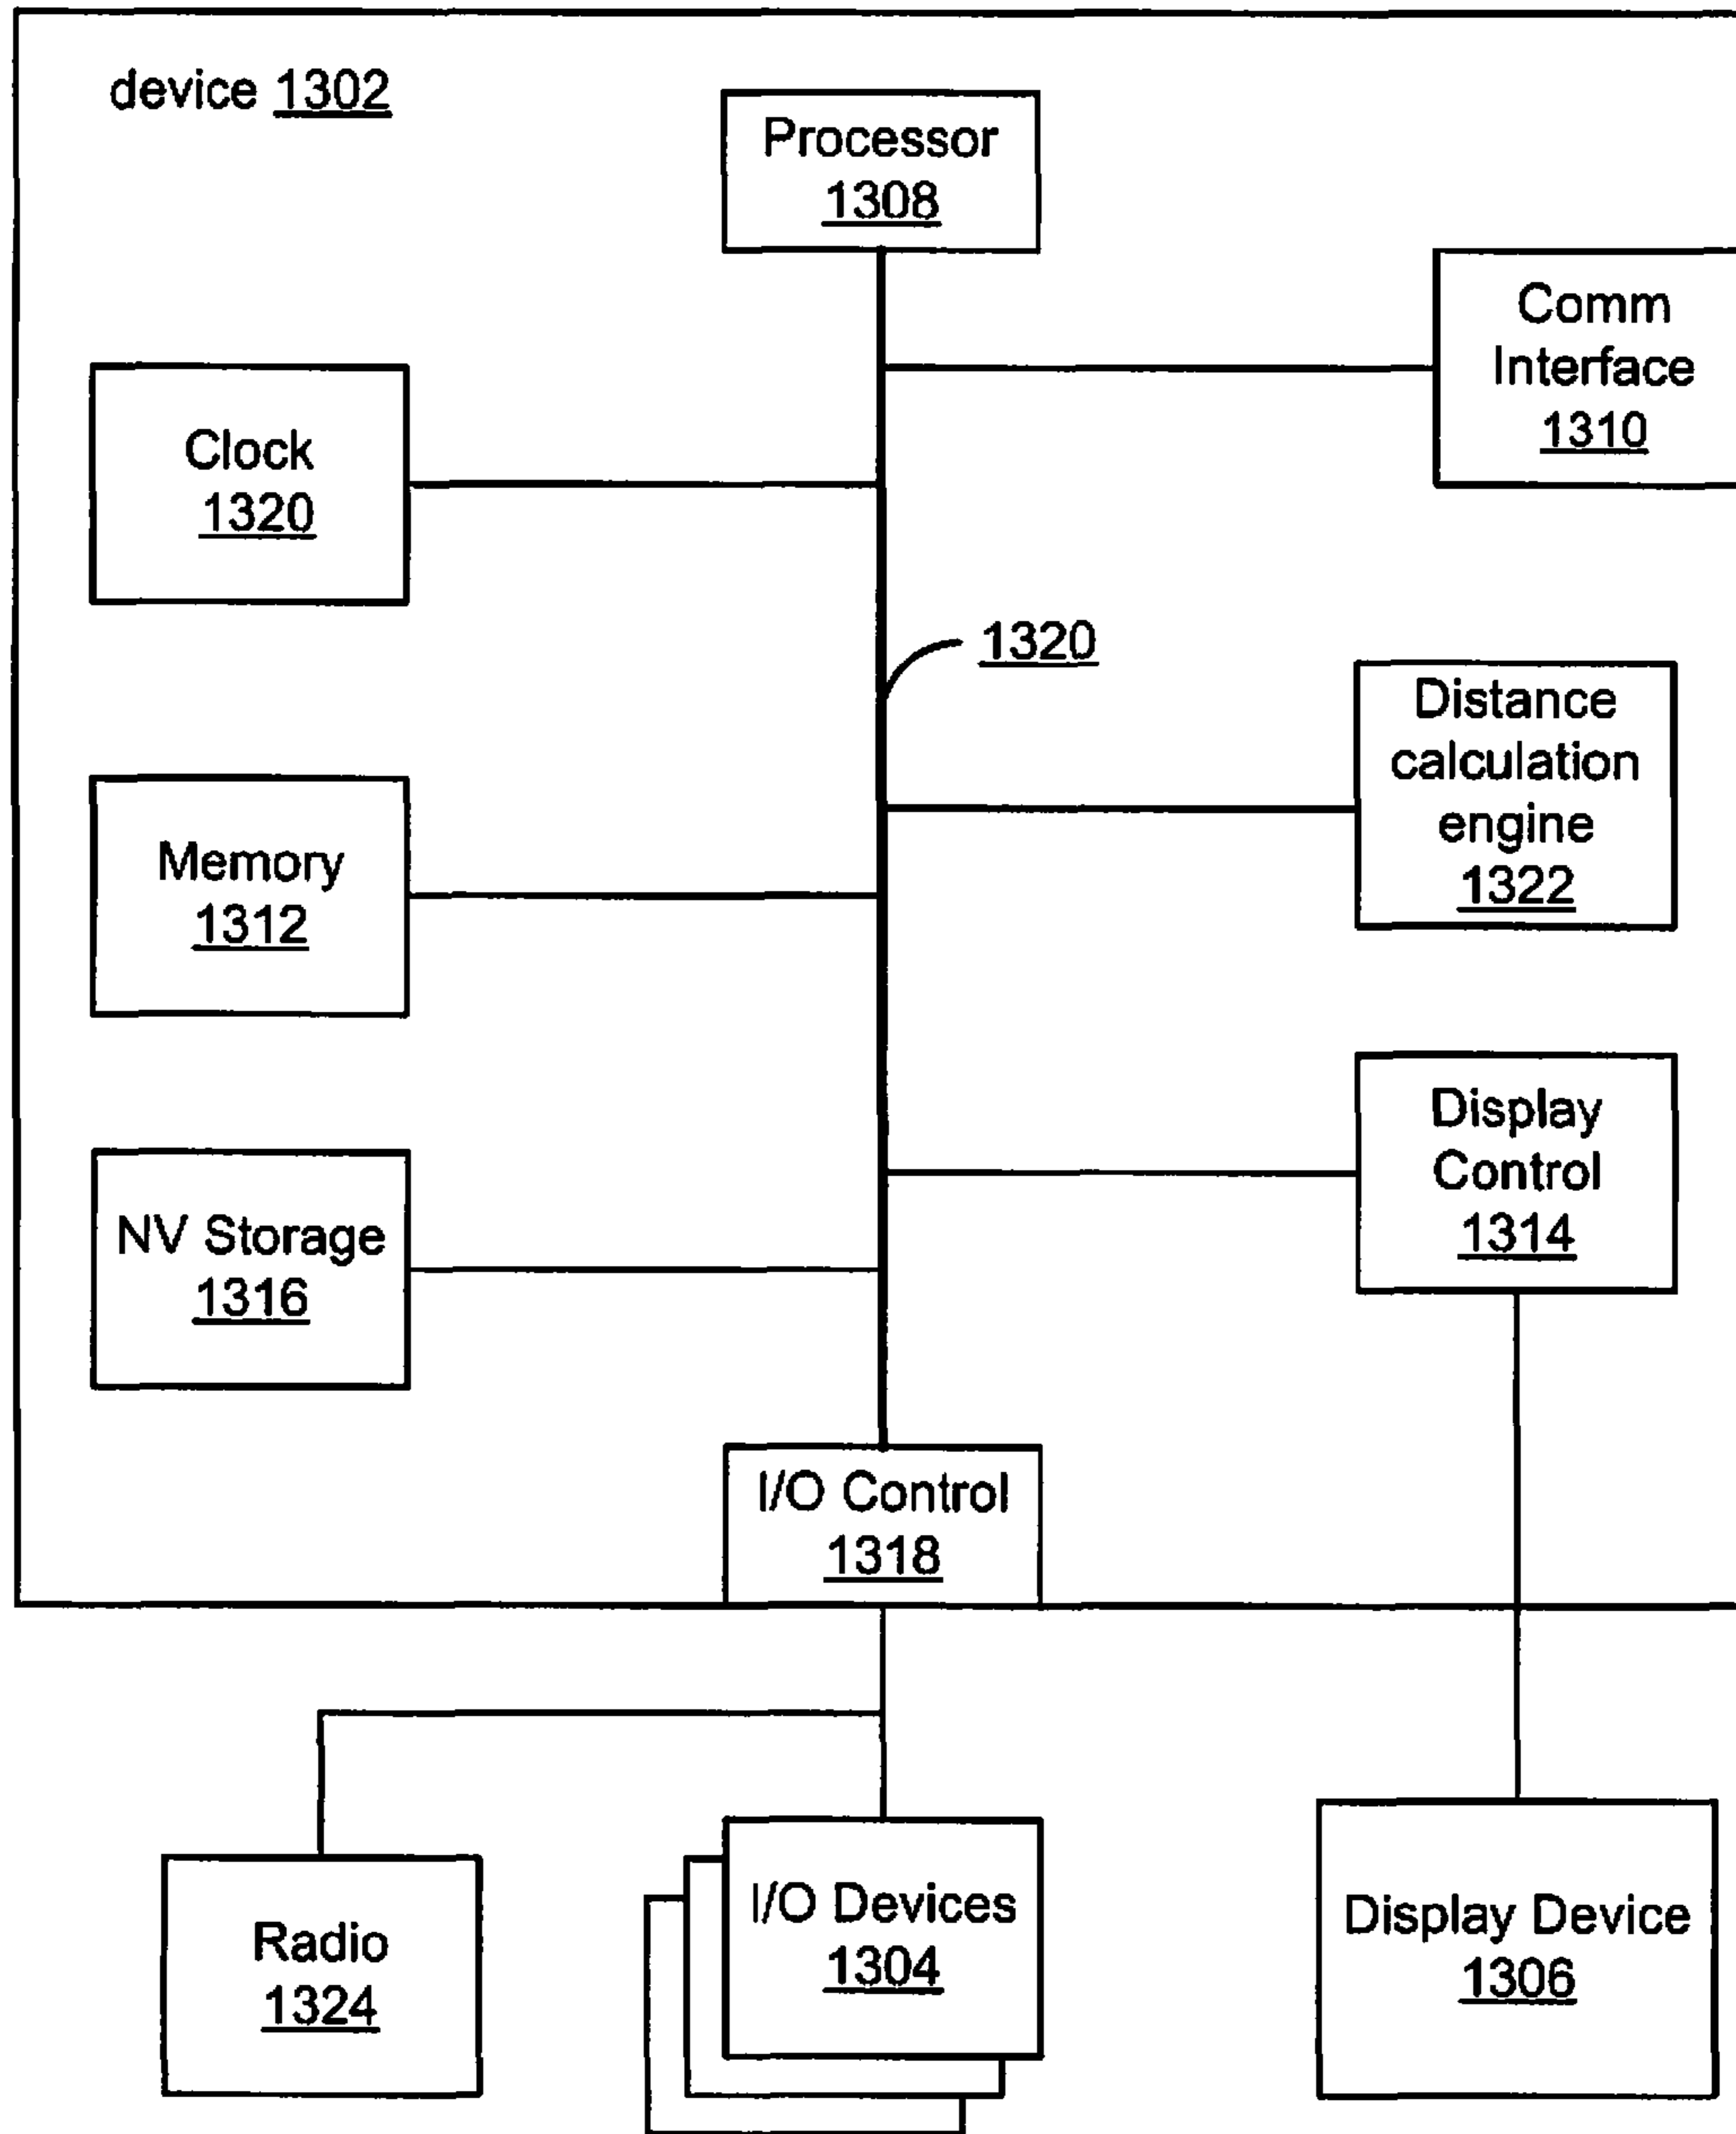 device 1302
Processor
1308
Comm
Interface
1310
Clock
1320
1320
Distance
calculation
engine
1322
Memory
1312
Display
Control
1314
NV Storage
1316
I/O Control
1318
Radio
1324
I/O Devices
1304
Display Device
1306